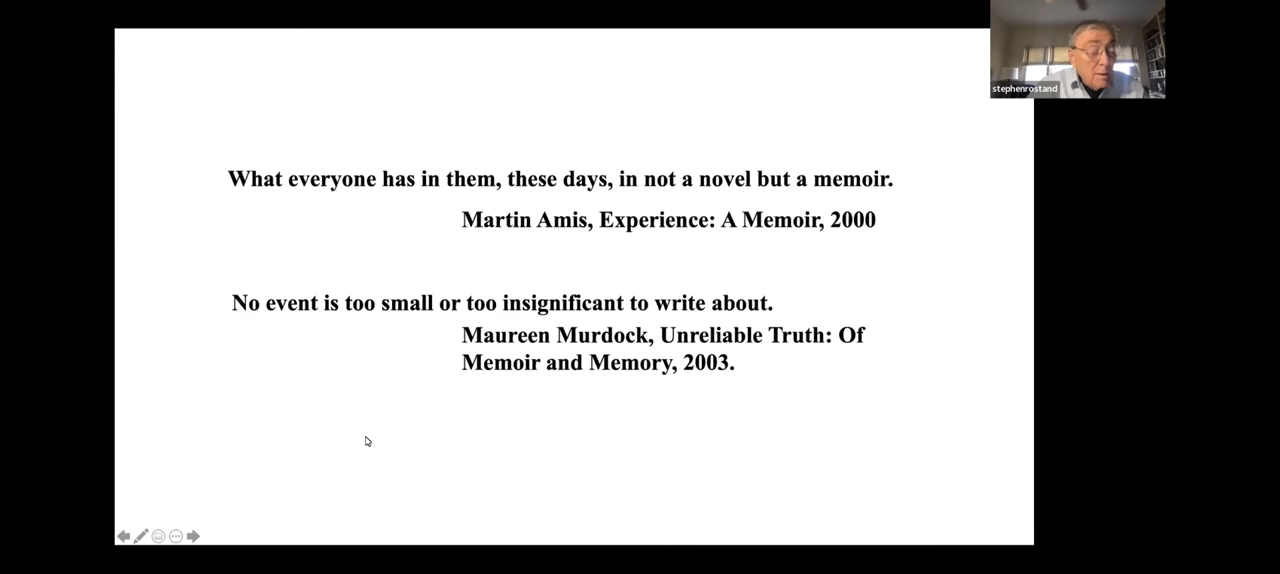 stephenrostand
What everyone has in them, these days, in not a novel but a memoir.
Martin Amis, Experience: A Memoir, 2000
No event is too small or too insignificant to write about.
Maureen Murdock, Unreliable Truth: Of
Memoir and Memory, 2003.